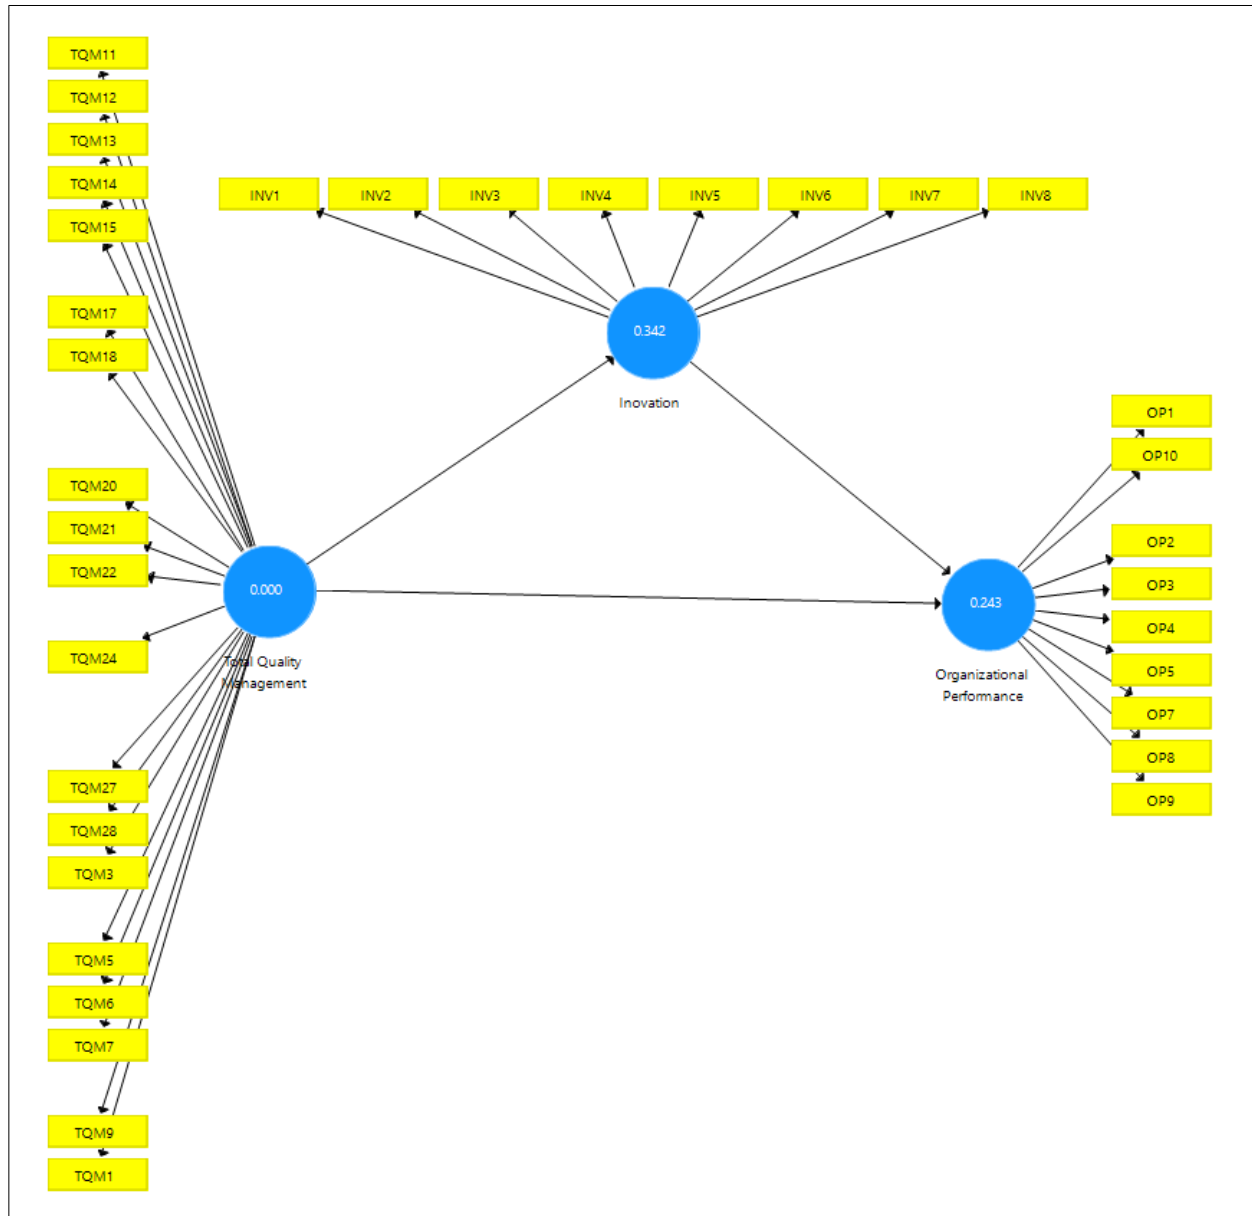 TQM11
TQM12
TQM13
TQM14
TQM15
TQM17
TQM18
TQM20
TQM21
TQM22
TQM24
TQM27
TQM28
TQM3
TQM5
TQM6
TQM7
TQM9
TQM1
0.000
Total Quality
Management
INV1 INV2 INV3 INV4 INV5 INV6 INV7 INV8
0.342
Inovation
0.243
Organizational
Performance
OP1
OP10
OP2
OP3
OP4
OP5
OP7
OP8
OP9